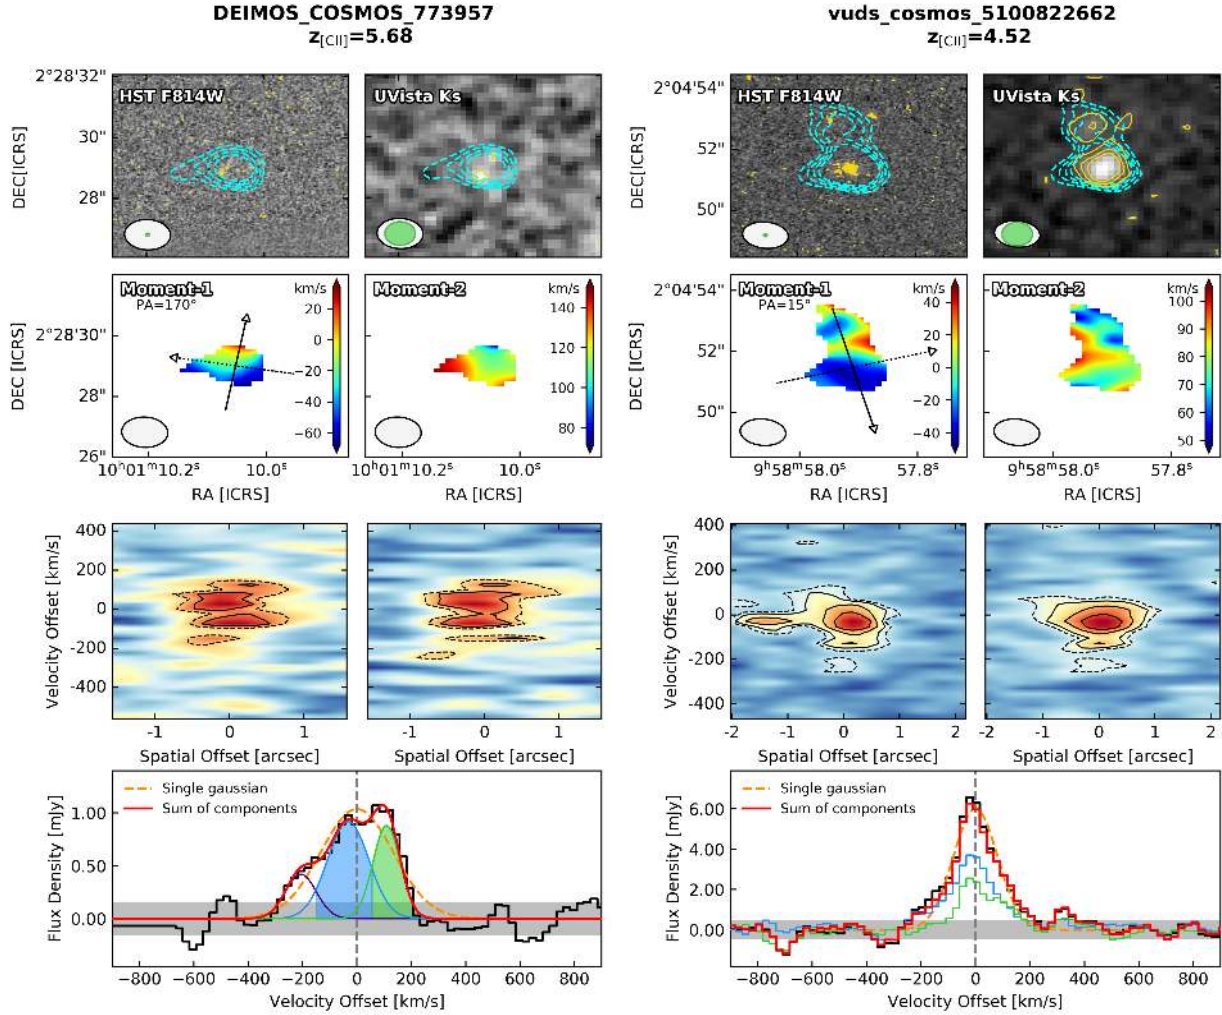 DEIMOS_COSMOS_773957
z[CII]=5.68
vuds_cosmos_5100822662
z[CII]=4.52
HST F814W
UVista Ks
HST F814W
UVista Ks
2°28'32"
30"
28"
DEC[ICRS]
2°04'54"
52"
50"
DEC[ICRS]
Moment-1
PA=170°
km/s
20
0
−20
−40
−60
Moment-2
km/s
140
120
100
80
Moment-1
PA=15°
km/s
40
20
0
−20
−40
Moment-2
km/s
100
90
80
70
60
50
2°28'30"
28"
26"
DEC [ICRS]
2°04'54"
52"
50"
DEC [ICRS]
10ʰ01ᵐ10.2ˢ 10.0ˢ
10ʰ01ᵐ10.2ˢ 10.0ˢ
9ʰ58ᵐ58.0ˢ 57.8ˢ
9ʰ58ᵐ58.0ˢ 57.8ˢ
RA [ICRS]
RA [ICRS]
RA [ICRS]
RA [ICRS]
400
200
0
-200
-400
Velocity Offset [km/s]
400
200
0
-200
-400
Velocity Offset [km/s]
-1 0 1
-1 0 1
-2 -1 0 1 2
-2 -1 0 1 2
Spatial Offset [arcsec]
Spatial Offset [arcsec]
Spatial Offset [arcsec]
Spatial Offset [arcsec]
Single gaussian
Sum of components
1.00
0.50
0.00
Flux Density [mJy]
−800 −600 −400 −200 0 200 400 600 800
Velocity Offset [km/s]
Single gaussian
Sum of components
6.00
4.00
2.00
0.00
Flux Density [mJy]
−800 −600 −400 −200 0 200 400 600 800
Velocity Offset [km/s]